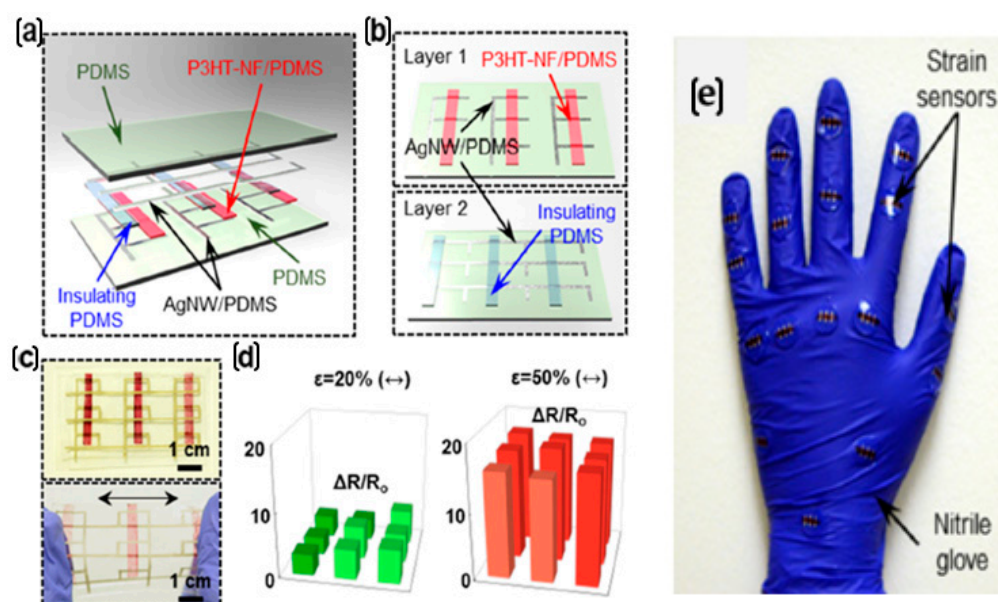 (a)
PDMS
P3HT-NF/PDMS
Insulating
PDMS
AgNW/PDMS
PDMS
(b)
Layer 1
P3HT-NF/PDMS
AgNW/PDMS
Layer 2
Insulating
PDMS
(c)
1 cm
1 cm
(d)
ε=20% (↔)
ε=50% (↔)
20
10
0
ΔR/Ro
20
10
0
ΔR/Ro
(e)
Strain
sensors
Nitrile
glove